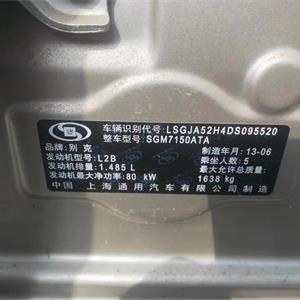 车辆识别代号: LSGJA52H4DS095520
整车型号: SGM7150ATA
品牌: 别克 制造年月: 13-06
发动机型号: L2B 乘坐人数: 5
发动机排量: 1.485 L 最大允许总质量:
发动机最大净功率: 80 kW 1638 kg
中国 上海通用汽车有限公司